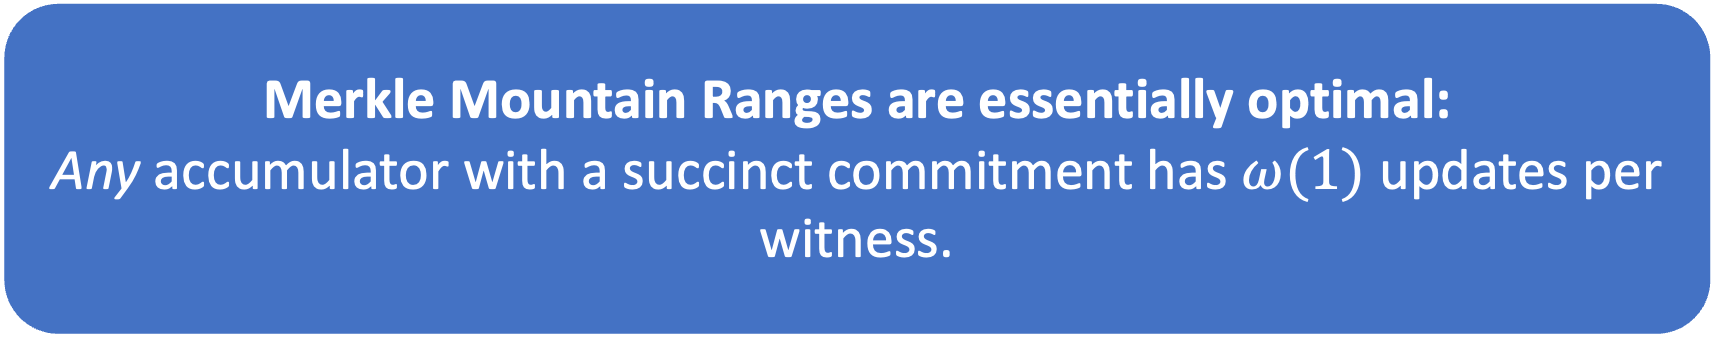 Merkle Mountain Ranges are essentially optimal:
Any accumulator with a succinct commitment has ω(1) updates per
witness.